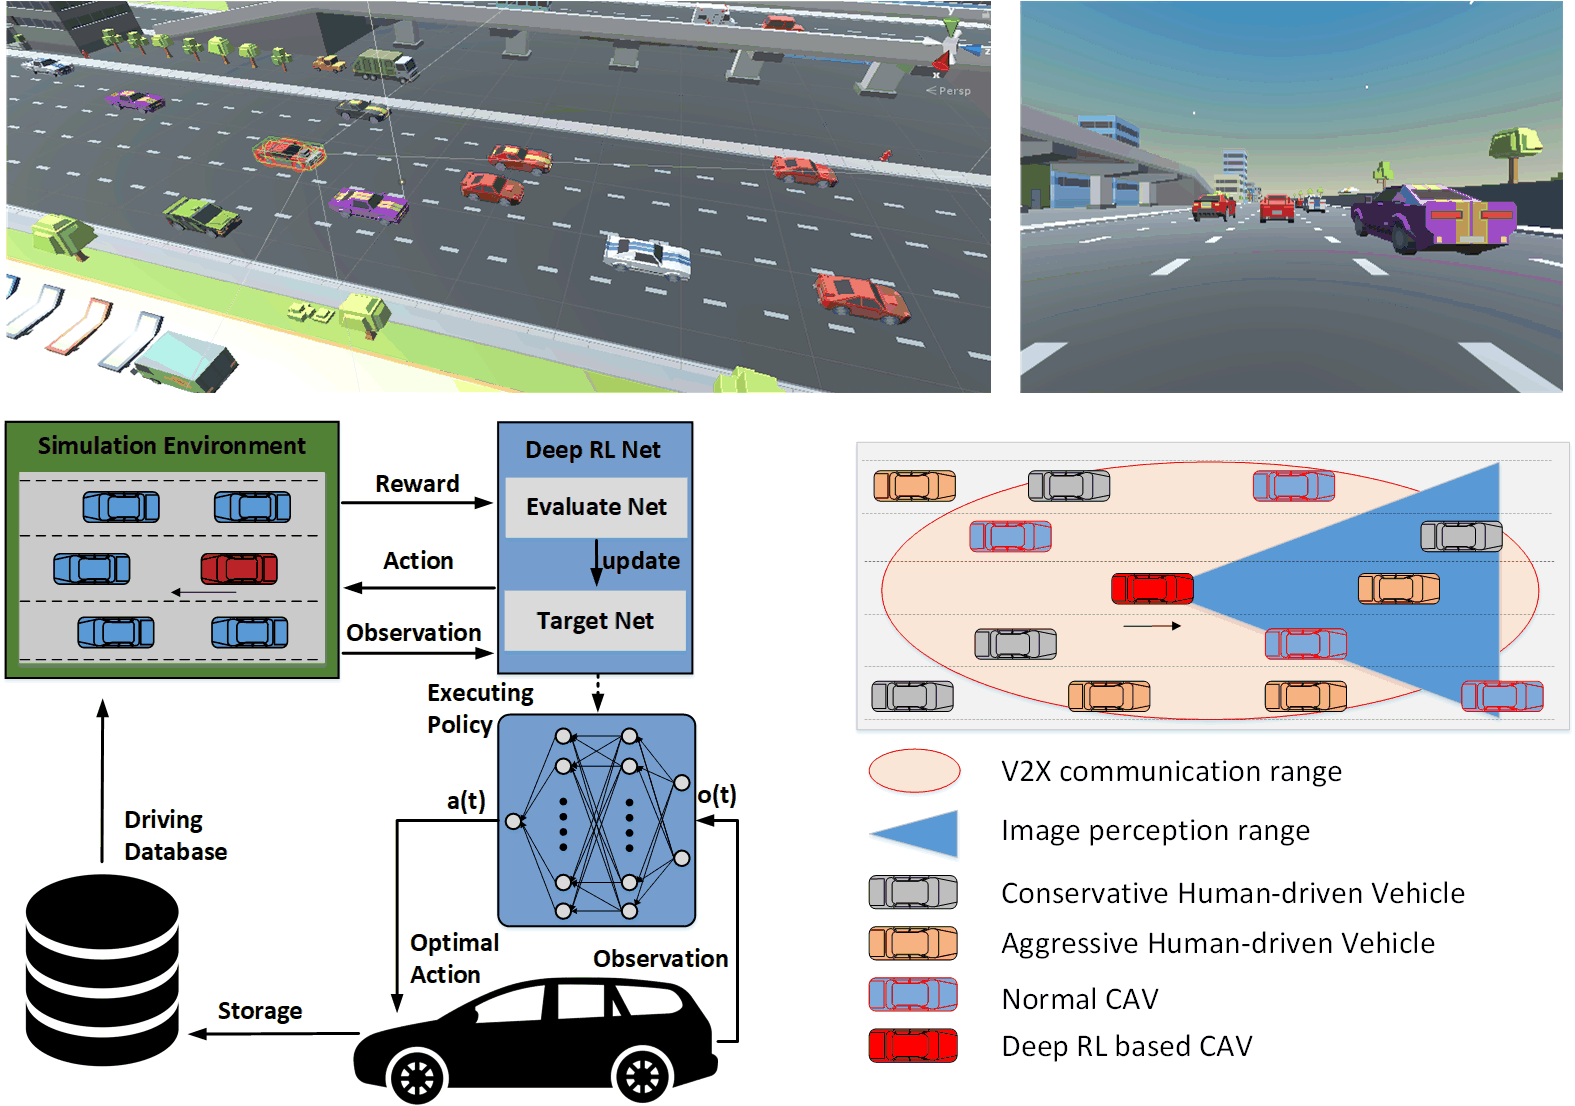 y
z
x
Persp
Simulation Environment
Reward
Action
Observation
Deep RL Net
Evaluate Net
update
Target Net
Executing
Policy
a(t)
o(t)
Driving
Database
Optimal
Action
Observation
Storage
V2X communication range
Image perception range
Conservative Human-driven Vehicle
Aggressive Human-driven Vehicle
Normal CAV
Deep RL based CAV